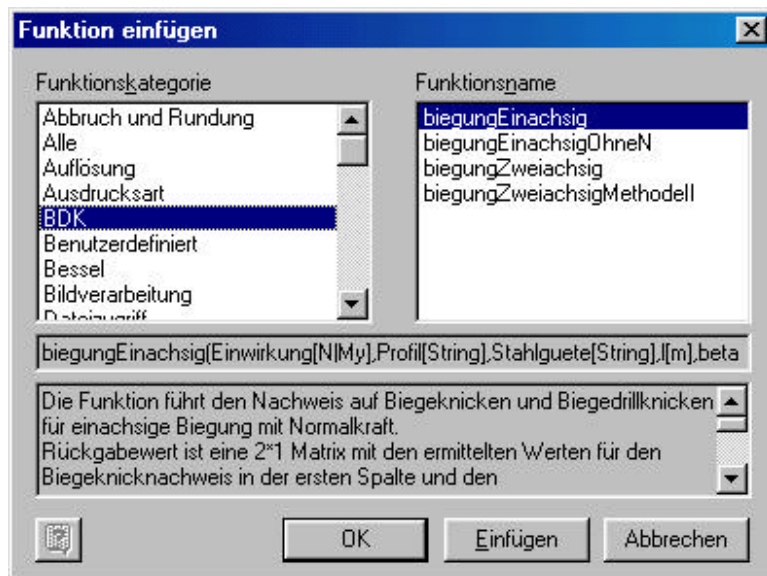 Funktion einfügen
Funktionskategorie
Abbruch und Rundung
Alle
Auflösung
Ausdrucksart
BDK
Benutzerdefiniert
Bessel
Bildverarbeitung
Dateizugriff
Funktionsname
biegungEinachsig
biegungEinachsigOhneN
biegungZweiachsig
biegungZweiachsigMethodeII
biegungEinachsig(Einwirkung[N|My],Profil[String],Stahlguete[String],l[m],beta
Die Funktion führt den Nachweis auf Biegeknicken und Biegedrillknicken
für einachsige Biegung mit Normalkraft.
Rückgabewert ist eine 2*1 Matrix mit den ermittelten Werten für den
Biegeknicknachweis in der ersten Spalte und den
OK
Einfügen
Abbrechen